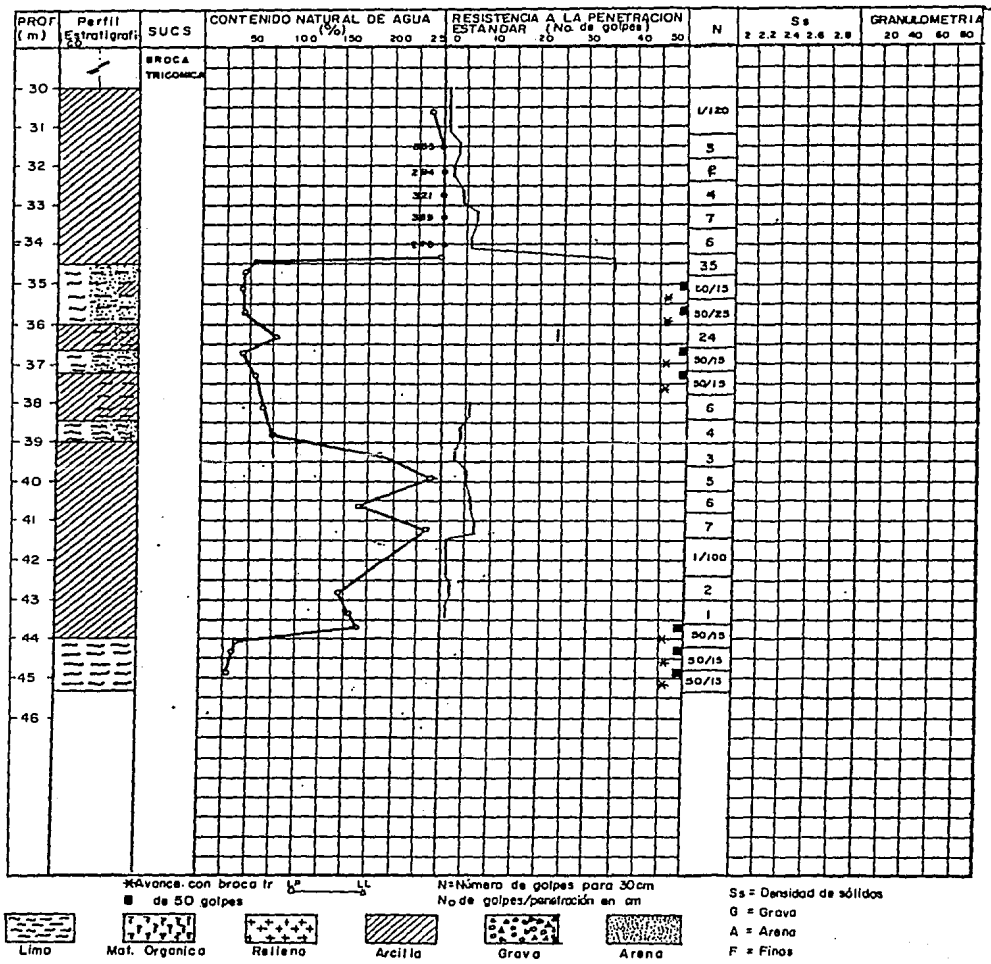 PROF. (m)
Perfil Estratigrafico
SUCS
CONTENIDO NATURAL DE AGUA (%)
50 100 150 200 25
RESISTENCIA A LA PENETRACION ESTANDAR (No. de golpes)
0 10 20 30 40 50
N
Ss
2 2.2 2.4 2.6 2.8
GRANULOMETRIA
20 40 60 80
BROCA
TRICONICA
30
1/120
31
3
32
294
321
4
33
7
34
6
35
35
50/25
36
24
37
50/15
50/15
38
6
39
4
3
40
5
6
41
7
1/100
42
2
43
1
44
50/15
50/15
45
50/15
46
*Avance con broca tr
LL
N=Número de golpes para 30cm
■ de 50 golpes
No de golpes/penetración en cm
Ss = Densidad de sólidos
G = Grava
A = Arena
F = Finos
Limo
Mat. Organica
Relleno
Arcilla
Grava
Arena